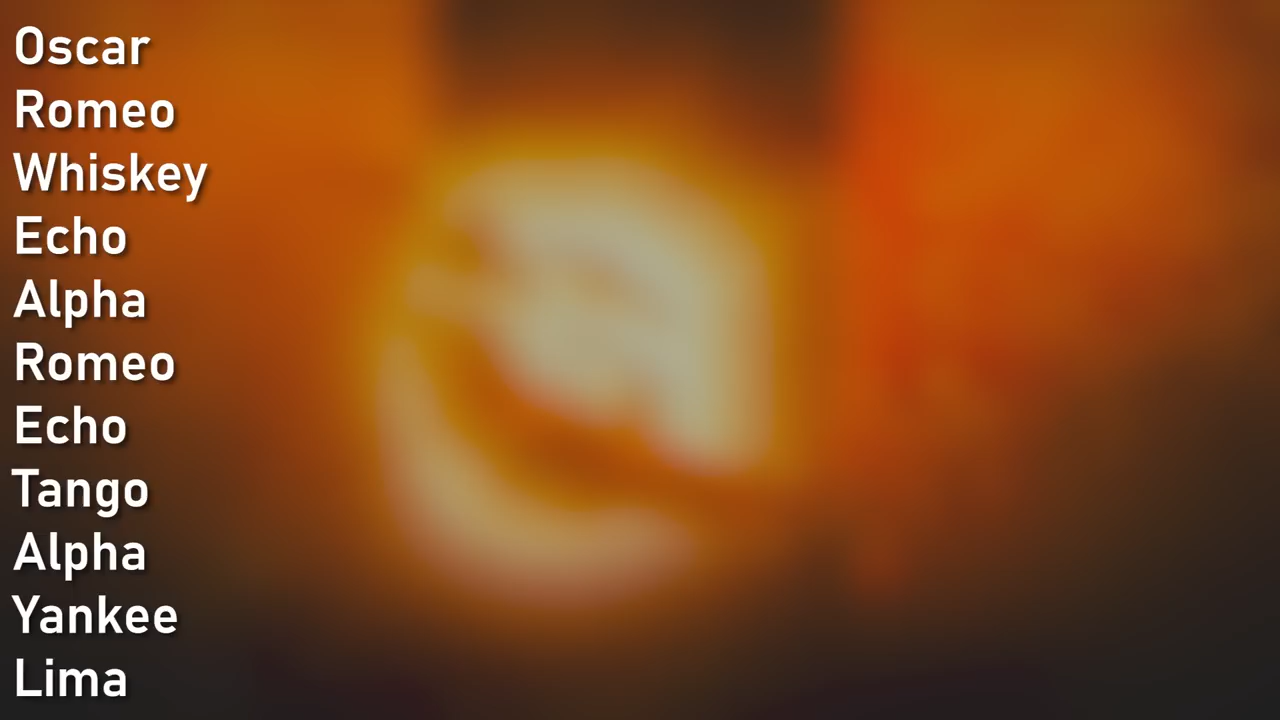 Oscar
Romeo
Whiskey
Echo
Alpha
Romeo
Echo
Tango
Alpha
Yankee
Lima